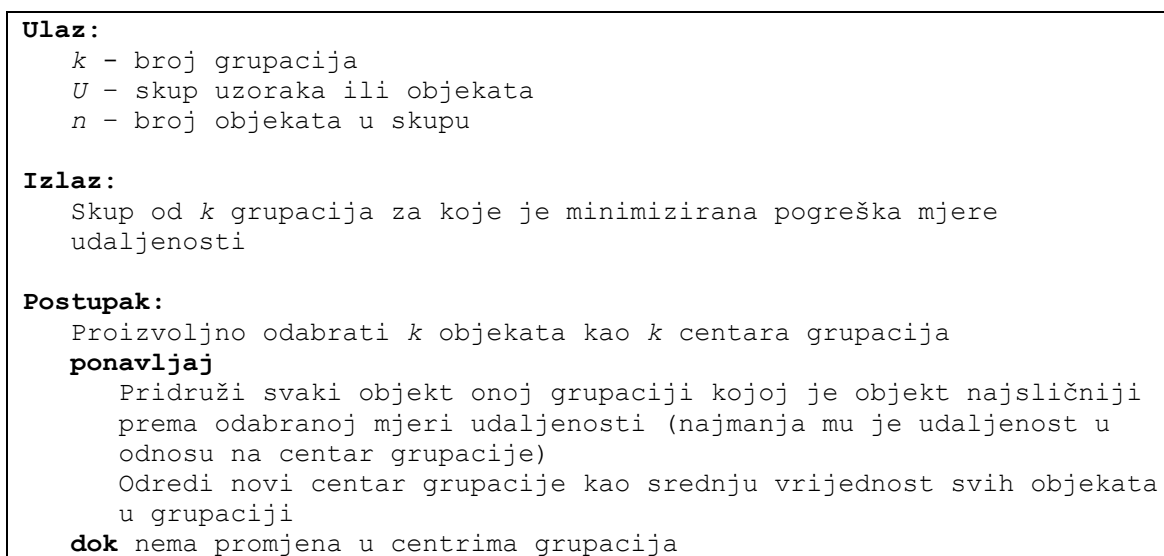 Ulaz:
k – broj grupacija
U – skup uzoraka ili objekata
n – broj objekata u skupu
Izlaz:
Skup od k grupacija za koje je minimizirana pogreška mjere
udaljenosti
Postupak:
Proizvoljno odabrati k objekata kao k centara grupacija
ponavljaj
Pridruži svaki objekt onoj grupaciji kojoj je objekt najsličniji
prema odabranoj mjeri udaljenosti (najmanja mu je udaljenost u
odnosu na centar grupacije)
Odredi novi centar grupacije kao srednju vrijednost svih objekata
u grupaciji
dok nema promjena u centrima grupacija